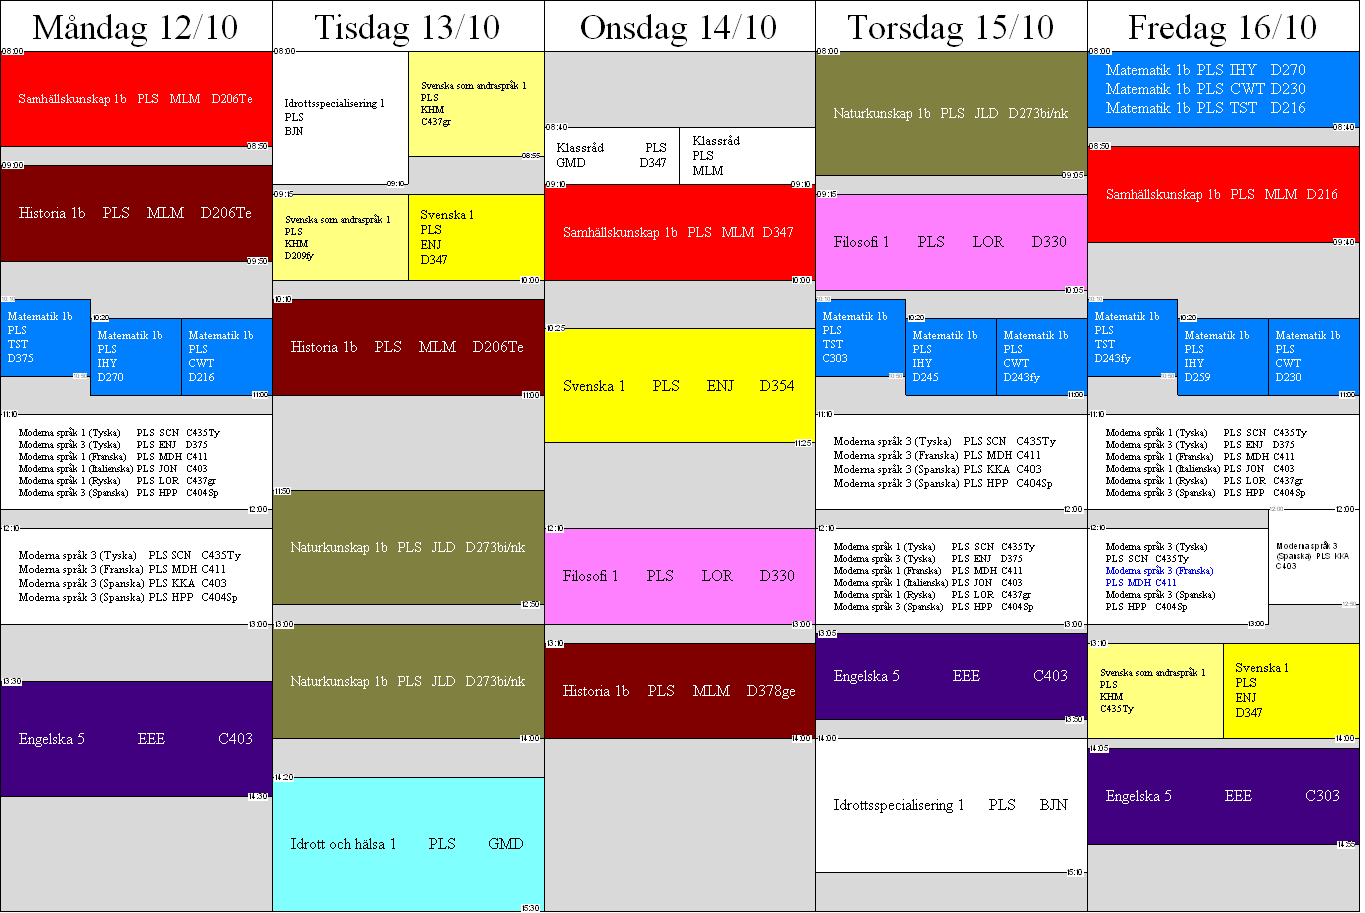 Måndag 12/10
08:00
Samhällskunskap 1b PLS MLM D206Te
08:50
09:00
Historia 1b PLS MLM D206Te
09:50
10:10
Matematik 1b
PLS
TST
D375
10:50
10:20
Matematik 1b
PLS
IHY
D270
Matematik 1b
PLS
CWT
D216
11:00
11:10
Moderna språk 1 (Tyska) PLS SCN C435Ty
Moderna språk 3 (Tyska) PLS ENJ D375
Moderna språk 1 (Franska) PLS MDH C411
Moderna språk 1 (Italienska) PLS JON C403
Moderna språk 1 (Ryska) PLS LOR C437gr
Moderna språk 3 (Spanska) PLS HPP C404Sp
12:00
12:10
Moderna språk 3 (Tyska) PLS SCN C435Ty
Moderna språk 3 (Franska) PLS MDH C411
Moderna språk 3 (Spanska) PLS KKA C403
Moderna språk 3 (Spanska) PLS HPP C404Sp
13:00
13:30
Engelska 5 EEE C403
14:30
Tisdag 13/10
08:00
Idrottsspecialisering 1
PLS
BJN
09:10
Svenska som andraspråk 1
PLS
KHM
C437gr
08:55
09:15
Svenska som andraspråk 1
PLS
KHM
D209fy
Svenska 1
PLS
ENJ
D347
10:00
10:10
Historia 1b PLS MLM D206Te
11:00
11:50
Naturkunskap 1b PLS JLD D273bi/nk
12:50
13:00
Naturkunskap 1b PLS JLD D273bi/nk
14:00
14:20
Idrott och hälsa 1 PLS GMD
15:30
Onsdag 14/10
08:40
Klassråd PLS
GMD D347
Klassråd
PLS
MLM
09:10
09:10
Samhällskunskap 1b PLS MLM D347
10:00
10:25
Svenska 1 PLS ENJ D354
11:25
12:10
Filosofi 1 PLS LOR D330
13:00
13:10
Historia 1b PLS MLM D378ge
14:00
Torsdag 15/10
08:00
Naturkunskap 1b PLS JLD D273bi/nk
09:05
09:15
Filosofi 1 PLS LOR D330
10:05
10:10
Matematik 1b
PLS
TST
C303
10:50
10:20
Matematik 1b
PLS
IHY
D245
Matematik 1b
PLS
CWT
D243fy
11:00
11:10
Moderna språk 3 (Tyska) PLS SCN C435Ty
Moderna språk 3 (Franska) PLS MDH C411
Moderna språk 3 (Spanska) PLS KKA C403
Moderna språk 3 (Spanska) PLS HPP C404Sp
12:00
12:10
Moderna språk 1 (Tyska) PLS SCN C435Ty
Moderna språk 3 (Tyska) PLS ENJ D375
Moderna språk 1 (Franska) PLS MDH C411
Moderna språk 1 (Italienska) PLS JON C403
Moderna språk 1 (Ryska) PLS LOR C437gr
Moderna språk 3 (Spanska) PLS HPP C404Sp
13:00
13:05
Engelska 5 EEE C403
13:50
14:00
Idrottsspecialisering 1 PLS BJN
15:10
Fredag 16/10
08:00
Matematik 1b PLS IHY D270
Matematik 1b PLS CWT D230
Matematik 1b PLS TST D216
08:40
08:50
Samhällskunskap 1b PLS MLM D216
09:40
10:10
Matematik 1b
PLS
TST
D243fy
10:50
10:20
Matematik 1b
PLS
IHY
D259
Matematik 1b
PLS
CWT
D230
11:00
11:10
Moderna språk 1 (Tyska) PLS SCN C435Ty
Moderna språk 3 (Tyska) PLS ENJ D375
Moderna språk 1 (Franska) PLS MDH C411
Moderna språk 1 (Italienska) PLS JON C403
Moderna språk 1 (Ryska) PLS LOR C437gr
Moderna språk 3 (Spanska) PLS HPP C404Sp
12:00
12:10
Moderna språk 3 (Tyska)
PLS SCN C435Ty
Moderna språk 3 (Franska)
PLS MDH C411
Moderna språk 3 (Spanska)
PLS HPP C404Sp
13:00
12:00
Moderna språk 3
(Spanska) PLS KKA
C403
12:50
13:10
Svenska som andraspråk 1
PLS
KHM
C435Ty
Svenska 1
PLS
ENJ
D347
14:00
14:05
Engelska 5 EEE C303
14:55